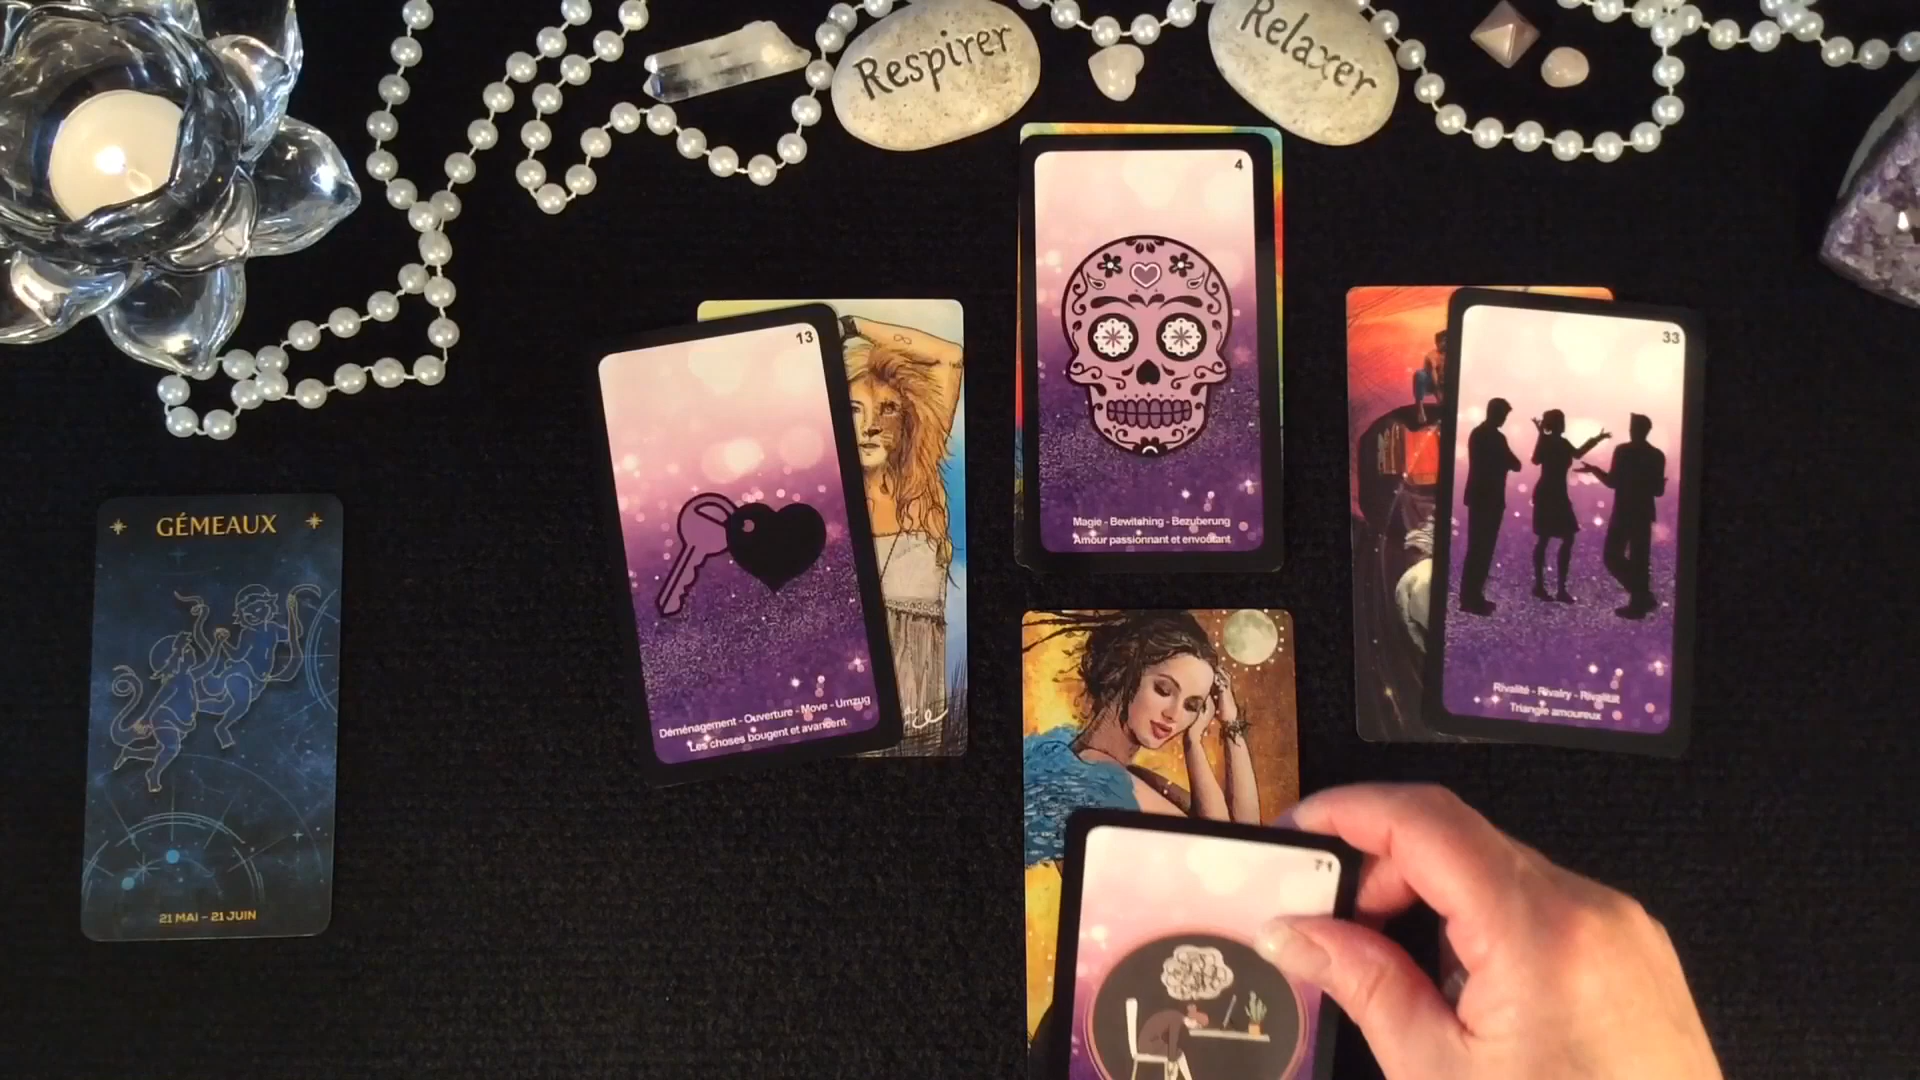 Respirer
Relaxer
4
Magie - Bewitching - Bezuberung
Amour passionnant et envoûtant
13
Déménagement - Ouverture - Move - Umzug
Les choses bougent et avancent
33
Rivalité - Rivalry - Rivalität
Triangle amoureux
GÉMEAUX
21 MAI - 21 JUIN
71